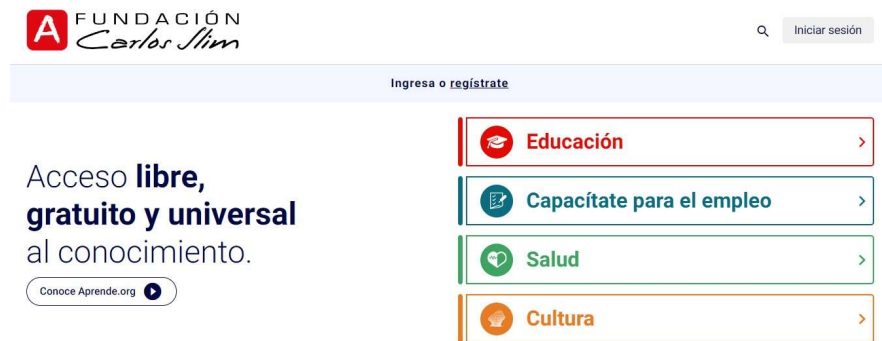 A FUNDACIÓN
Carlos Slim
Iniciar sesión
Ingresa o regístrate
Acceso libre,
gratuito y universal
al conocimiento.
Conoce Aprende.org
Educación
Capacítate para el empleo
Salud
Cultura